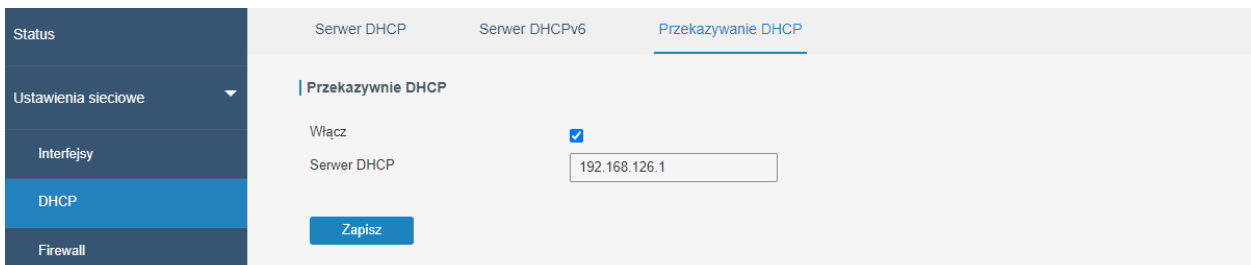 Status
Ustawienia sieciowe
Interfejsy
DHCP
Firewall
Serwer DHCP Serwer DHCPv6 Przekazywanie DHCP
Przekazywnie DHCP
Włącz
Serwer DHCP 192.168.126.1
Zapisz